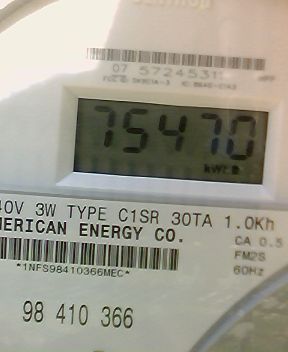 07 5724531
75470
kWh
40V 3W TYPE C1SR 30TA 1.0Kh
MERICAN ENERGY CO.
CA 0.5
*1NFS98410366MEC*
FM2S
60Hz
98 410 366